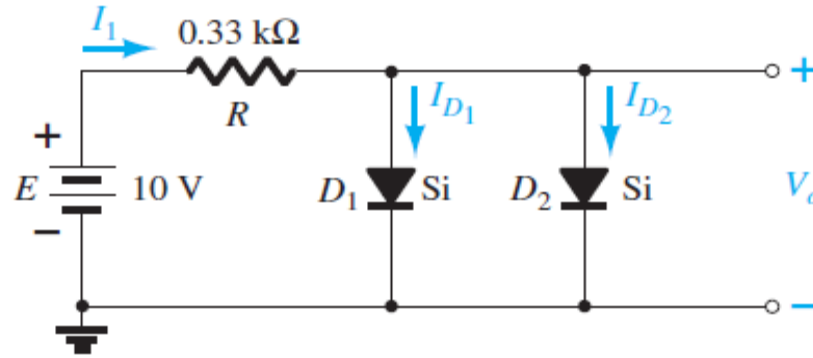 I1 0.33 kΩ
R
ID1 ID2
+
+
E 10 V D1 Si D2 Si
−
−